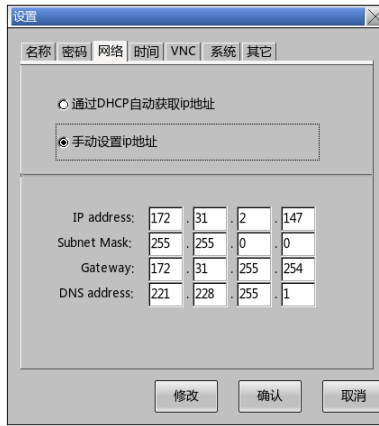 设置
名称 密码 网络 时间 VNC 系统 其它
通过DHCP自动获取ip地址
手动设置ip地址
IP address: 172 . 31 . 2 . 147
Subnet Mask: 255 . 255 . 0 . 0
Gateway: 172 . 31 . 255 . 254
DNS address: 221 . 228 . 255 . 1
修改 确认 取消